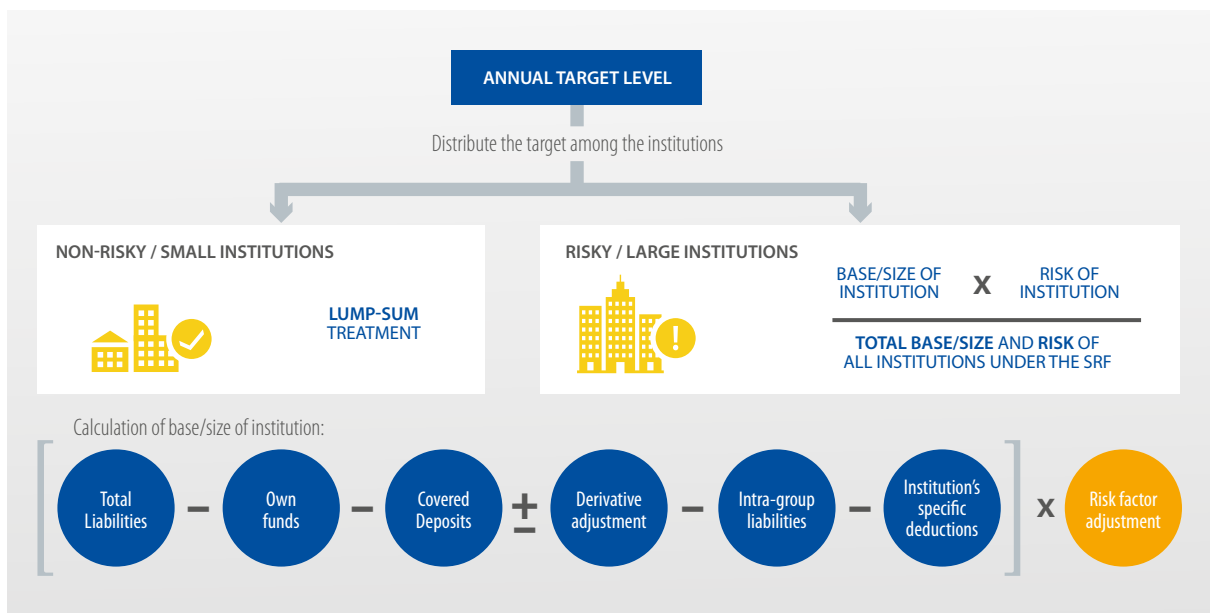 ANNUAL TARGET LEVEL
Distribute the target among the institutions
NON-RISKY / SMALL INSTITUTIONS
LUMP-SUM
TREATMENT
RISKY / LARGE INSTITUTIONS
!
BASE/SIZE OF
INSTITUTION
X
RISK OF
INSTITUTION
TOTAL BASE/SIZE AND RISK OF
ALL INSTITUTIONS UNDER THE SRF
Calculation of base/size of institution:
[
Total
Liabilities
–
Own
funds
–
Covered
Deposits
±
Derivative
adjustment
–
Intra-group
liabilities
–
Institution's
specific
deductions
]
x
Risk factor
adjustment